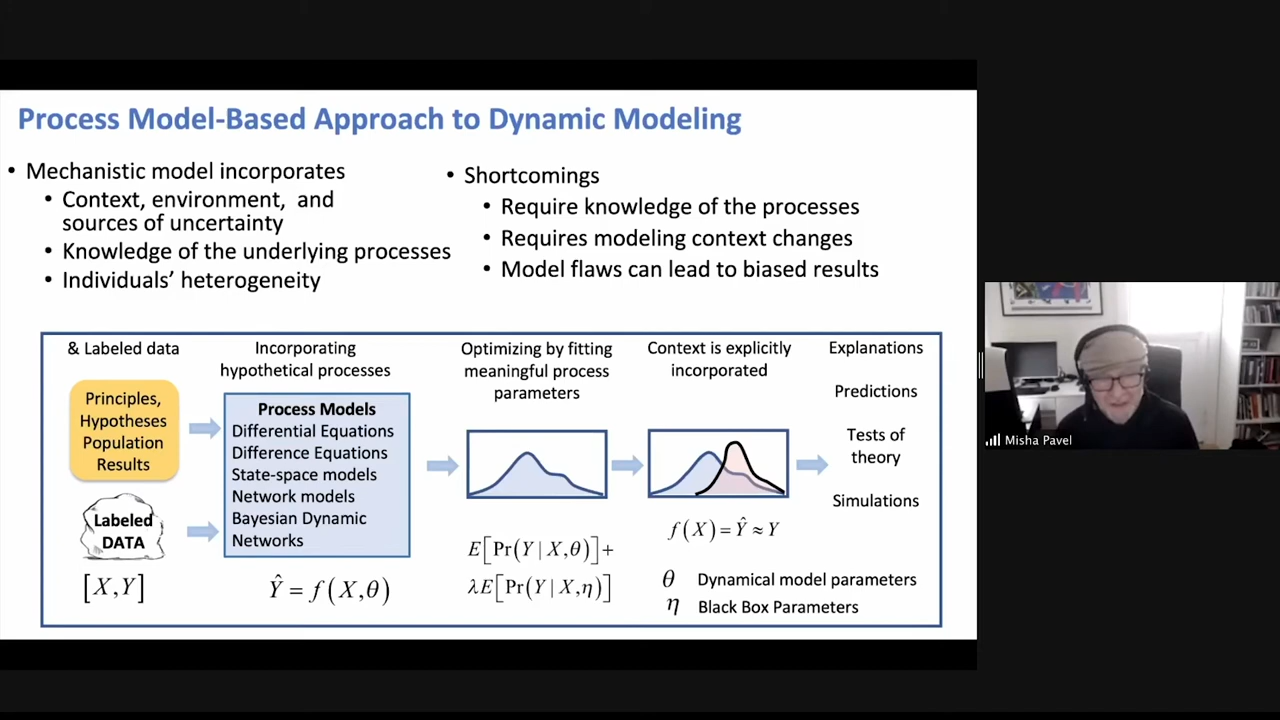 Process Model-Based Approach to Dynamic Modeling
• Mechanistic model incorporates
• Context, environment, and
sources of uncertainty
• Knowledge of the underlying processes
• Individuals’ heterogeneity
• Shortcomings
• Require knowledge of the processes
• Requires modeling context changes
• Model flaws can lead to biased results
& Labeled data
Principles,
Hypotheses
Population
Results
Labeled
DATA
[X,Y]
Incorporating
hypothetical processes
Process Models
Differential Equations
Difference Equations
State-space models
Network models
Bayesian Dynamic
Networks
Ŷ = f(X,θ)
Optimizing by fitting
meaningful process
parameters
E[Pr(Y|X,θ)]+
λE[Pr(Y|X,η)]
Context is explicitly
incorporated
f(X)=Ŷ≈Y
θ Dynamical model parameters
η Black Box Parameters
Explanations
Predictions
Tests of
theory
Simulations
Misha Pavel